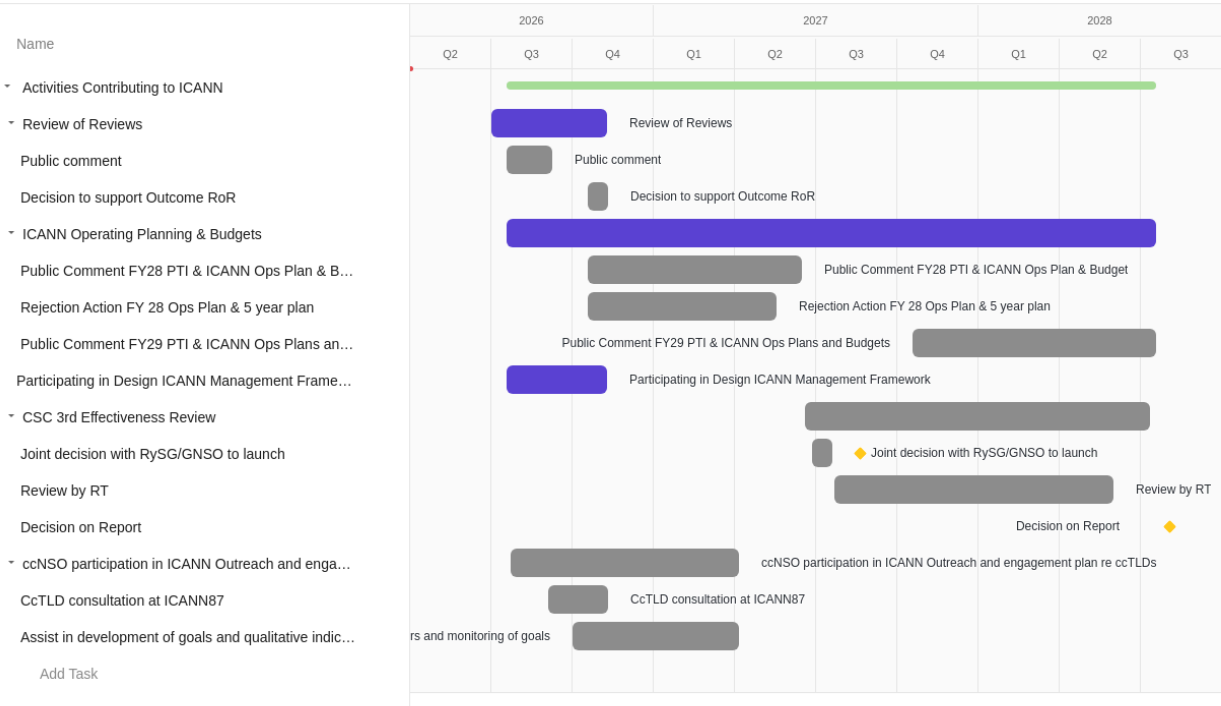 2026 2027 2028
Name
Q2 Q3 Q4 Q1 Q2 Q3 Q4 Q1 Q2 Q3
Activities Contributing to ICANN
Review of Reviews Review of Reviews
Public comment Public comment
Decision to support Outcome RoR Decision to support Outcome RoR
ICANN Operating Planning & Budgets
Public Comment FY28 PTI & ICANN Ops Plan & B... Public Comment FY28 PTI & ICANN Ops Plan & Budget
Rejection Action FY 28 Ops Plan & 5 year plan Rejection Action FY 28 Ops Plan & 5 year plan
Public Comment FY29 PTI & ICANN Ops Plans an... Public Comment FY29 PTI & ICANN Ops Plans and Budgets
Participating in Design ICANN Management Frame... Participating in Design ICANN Management Framework
CSC 3rd Effectiveness Review
Joint decision with RySG/GNSO to launch Joint decision with RySG/GNSO to launch
Review by RT Review by RT
Decision on Report Decision on Report
ccNSO participation in ICANN Outreach and enga... ccNSO participation in ICANN Outreach and engagement plan re ccTLDs
CcTLD consultation at ICANN87 CcTLD consultation at ICANN87
Assist in development of goals and qualitative indic... rs and monitoring of goals
Add Task